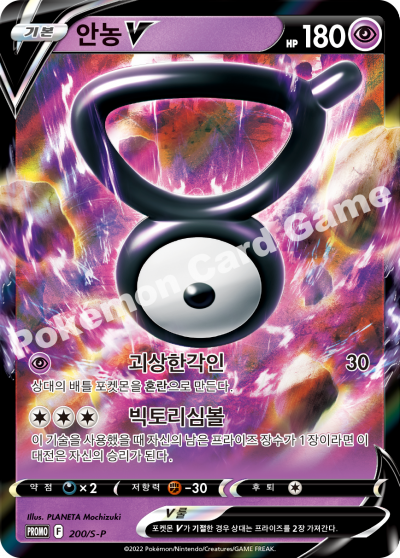 기본 안농V HP 180
Pokémon Card Game
괴상한각인 30
상대의 배틀 포켓몬을 혼란으로 만든다.
빅토리심볼
이 기술을 사용했을 때 자신의 남은 프라이즈 장수가 1장이라면 이
대전은 자신의 승리가 된다.
약점 ×2 저항력 -30 후퇴
Illus. PLANETA Mochizuki
PROMO F 200/S-P
V룰
포켓몬 V가 기절한 경우 상대는 프라이즈를 2장 가져간다.
©2022 Pokémon/Nintendo/Creatures/GAME FREAK.